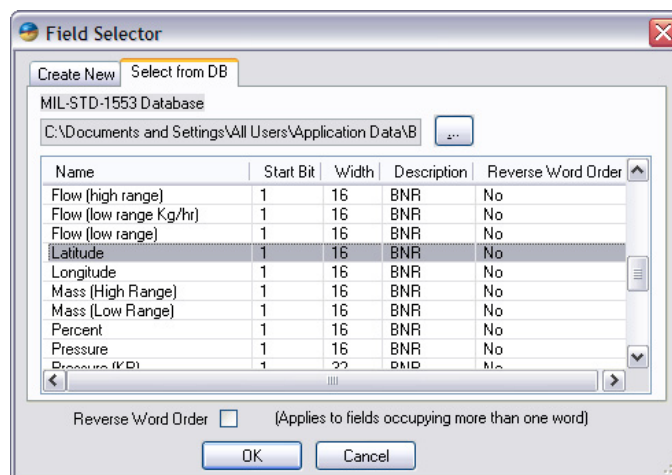 Field Selector
Create New Select from DB
MIL-STD-1553 Database
C:\Documents and Settings\All Users\Application Data\B ...
Name Start Bit Width Description Reverse Word Order
Flow (high range) 1 16 BNR No
Flow (low range Kg/hr) 1 16 BNR No
Flow (low range) 1 16 BNR No
Latitude 1 16 BNR No
Longitude 1 16 BNR No
Mass (High Range) 1 16 BNR No
Mass (Low Range) 1 16 BNR No
Percent 1 16 BNR No
Pressure 1 16 BNR No
Pressure 1 32 BNR No
Reverse Word Order (Applies to fields occupying more than one word)
OK Cancel